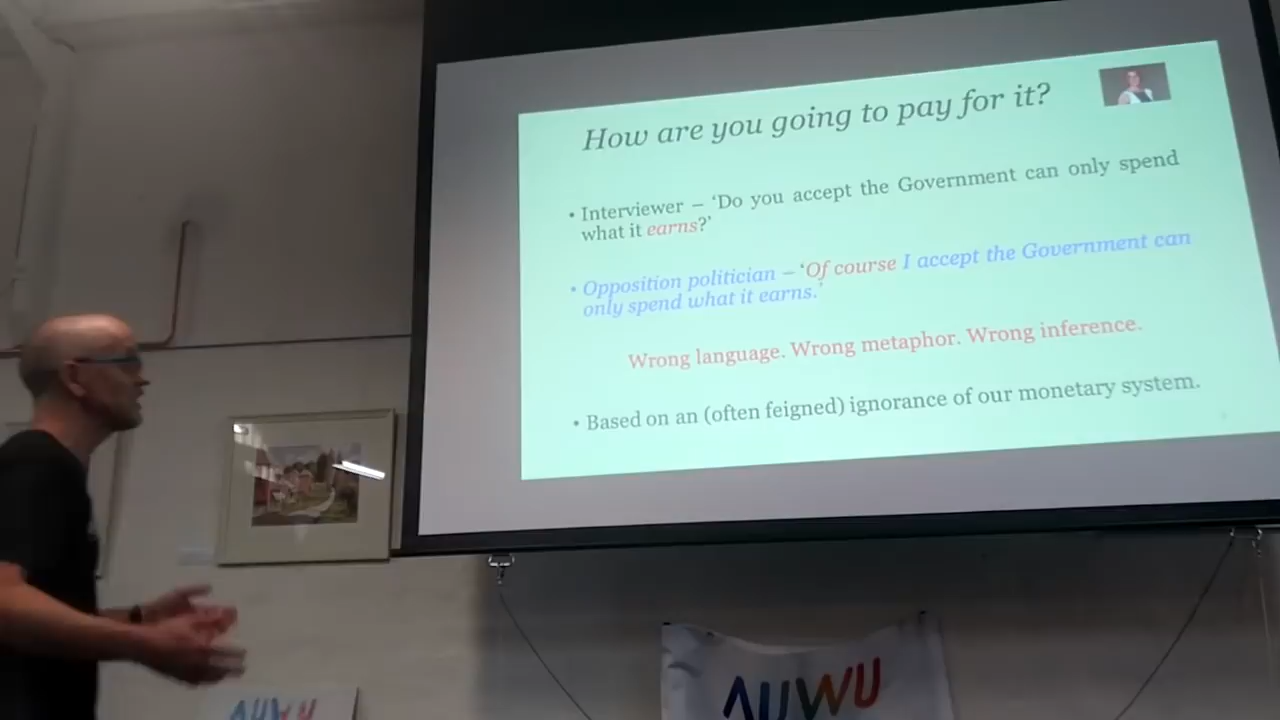 How are you going to pay for it?
• Interviewer – ‘Do you accept the Government can only spend
what it earns?’
• Opposition politician – ‘Of course I accept the Government can
only spend what it earns.’
Wrong language. Wrong metaphor. Wrong inference.
• Based on an (often feigned) ignorance of our monetary system.
AUWU
AUWU